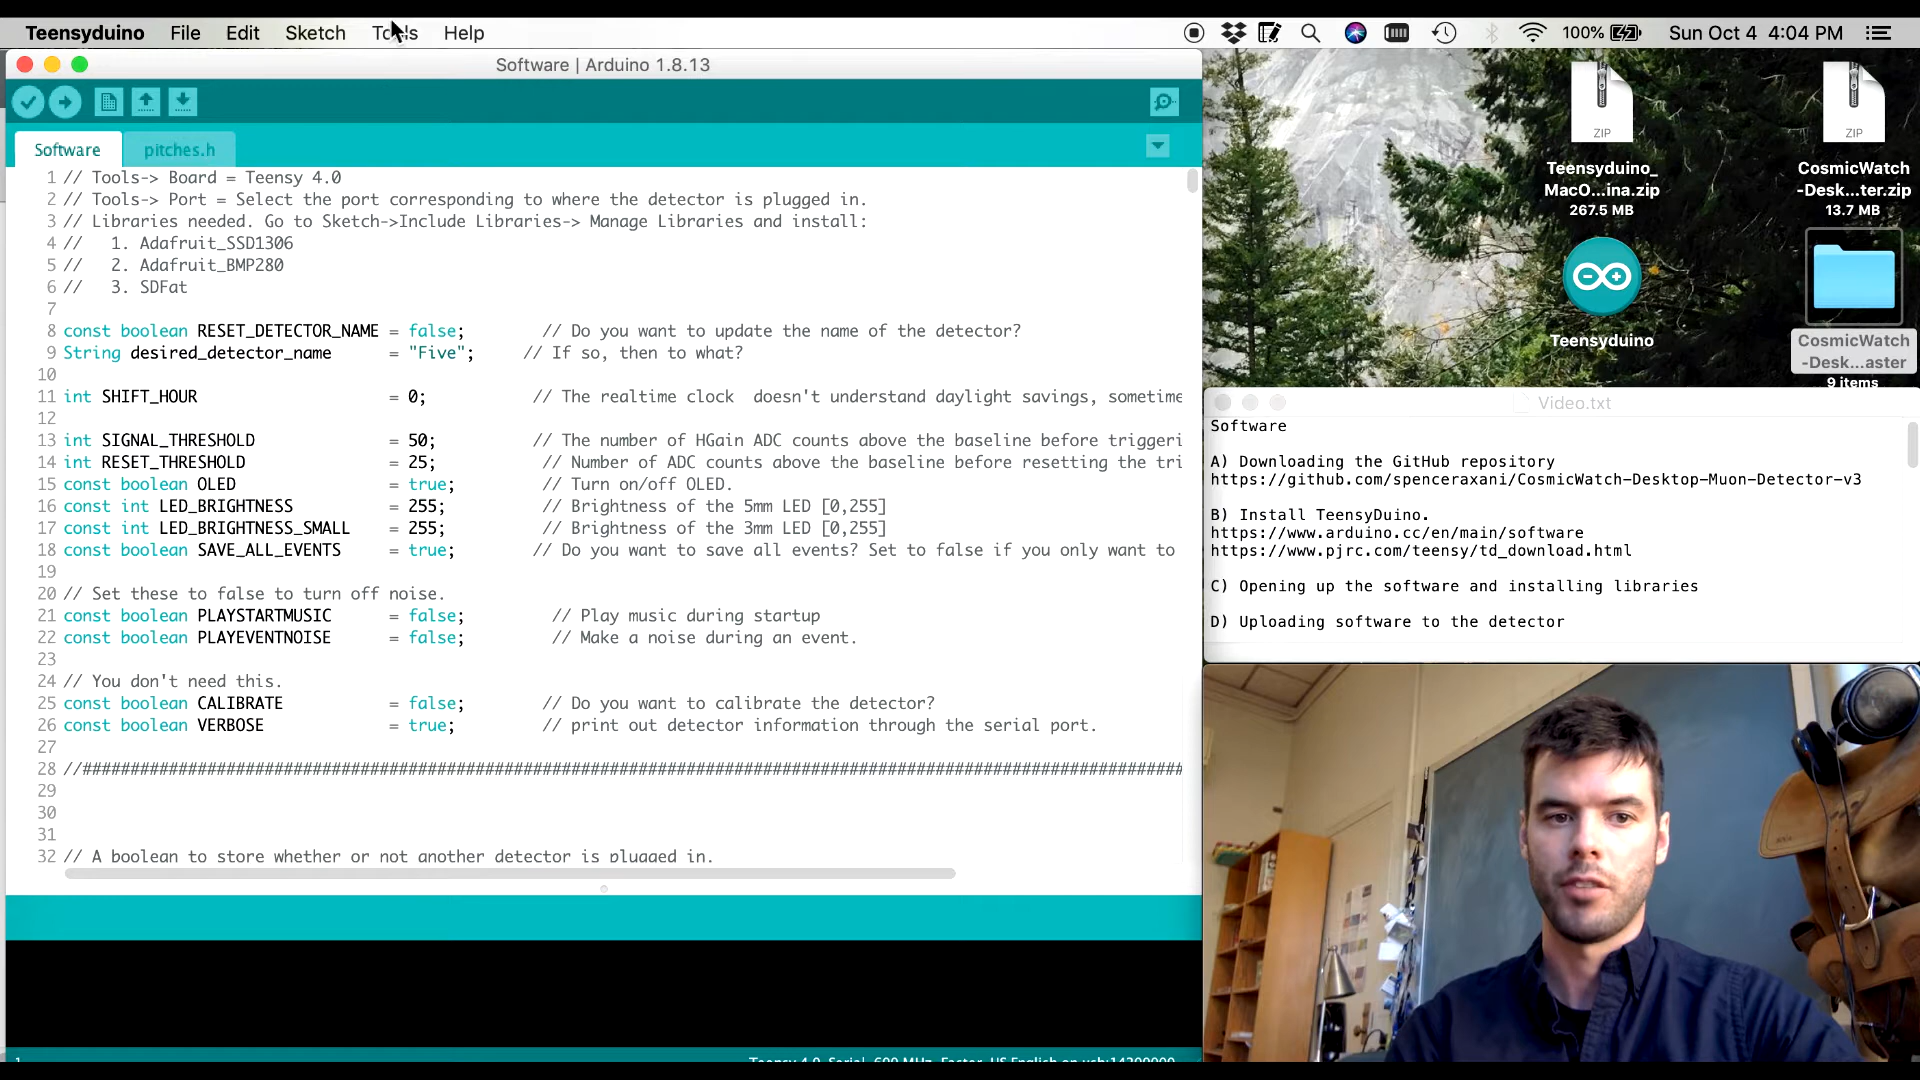 Teensyduino File Edit Sketch Tools Help 100% Sun Oct 4 4:04 PM
Software | Arduino 1.8.13
Software pitches.h
1 // Tools-> Board = Teensy 4.0
2 // Tools-> Port = Select the port corresponding to where the detector is plugged in.
3 // Libraries needed. Go to Sketch->Include Libraries-> Manage Libraries and install:
4 // 1. Adafruit_SSD1306
5 // 2. Adafruit_BMP280
6 // 3. SDFat
7
8 const boolean RESET_DETECTOR_NAME = false; // Do you want to update the name of the detector?
9 String desired_detector_name = "Five"; // If so, then to what?
10
11 int SHIFT_HOUR = 0; // The realtime clock doesn't understand daylight savings, sometime
12
13 int SIGNAL_THRESHOLD = 50; // The number of HGain ADC counts above the baseline before triggeri
14 int RESET_THRESHOLD = 25; // Number of ADC counts above the baseline before resetting the tri
15 const boolean OLED = true; // Turn on/off OLED.
16 const int LED_BRIGHTNESS = 255; // Brightness of the 5mm LED [0,255]
17 const int LED_BRIGHTNESS_SMALL = 255; // Brightness of the 3mm LED [0,255]
18 const boolean SAVE_ALL_EVENTS = true; // Do you want to save all events? Set to false if you only want to
19
20 // Set these to false to turn off noise.
21 const boolean PLAYSTARTMUSIC = false; // Play music during startup
22 const boolean PLAYEVENTNOISE = false; // Make a noise during an event.
23
24 // You don't need this.
25 const boolean CALIBRATE = false; // Do you want to calibrate the detector?
26 const boolean VERBOSE = true; // print out detector information through the serial port.
27
28 //######################################################################################################################
29
30
31
32 // A boolean to store whether or not another detector is plugged in.
1 Teensy 4.0, Serial, 600 MHz, Faster, US English on usb:14200000
ZIP
Teensyduino_
MacO...ina.zip
267.5 MB
ZIP
CosmicWatch
-Desk...ter.zip
13.7 MB
Teensyduino
CosmicWatch
-Desk...aster
9 items
Video.txt
Software
A) Downloading the GitHub repository
https://github.com/spenceraxani/CosmicWatch-Desktop-Muon-Detector-v3
B) Install TeensyDuino.
https://www.arduino.cc/en/main/software
https://www.pjrc.com/teensy/td_download.html
C) Opening up the software and installing libraries
D) Uploading software to the detector